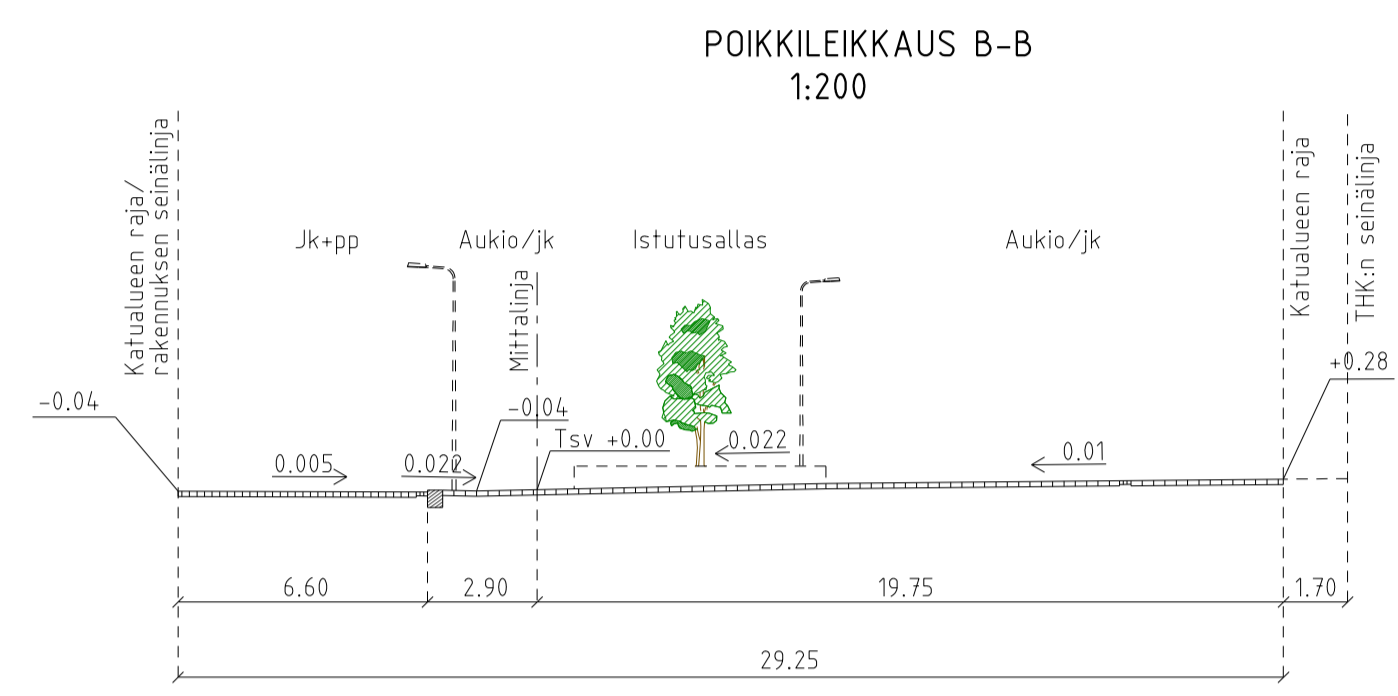 POIKKILEIKKAUS B-B
1:200
Katualueen raja/
rakennuksen seinälinja
Jk+pp
Aukio/jk
Mittalinja
Istutusallas
Aukio/jk
Katualueen raja
THK:n seinälinja
-0.04
0.005
0.022
-0.04
Tsv +0.00
0.022
0.01
+0.28
6.60
2.90
19.75
1.70
29.25